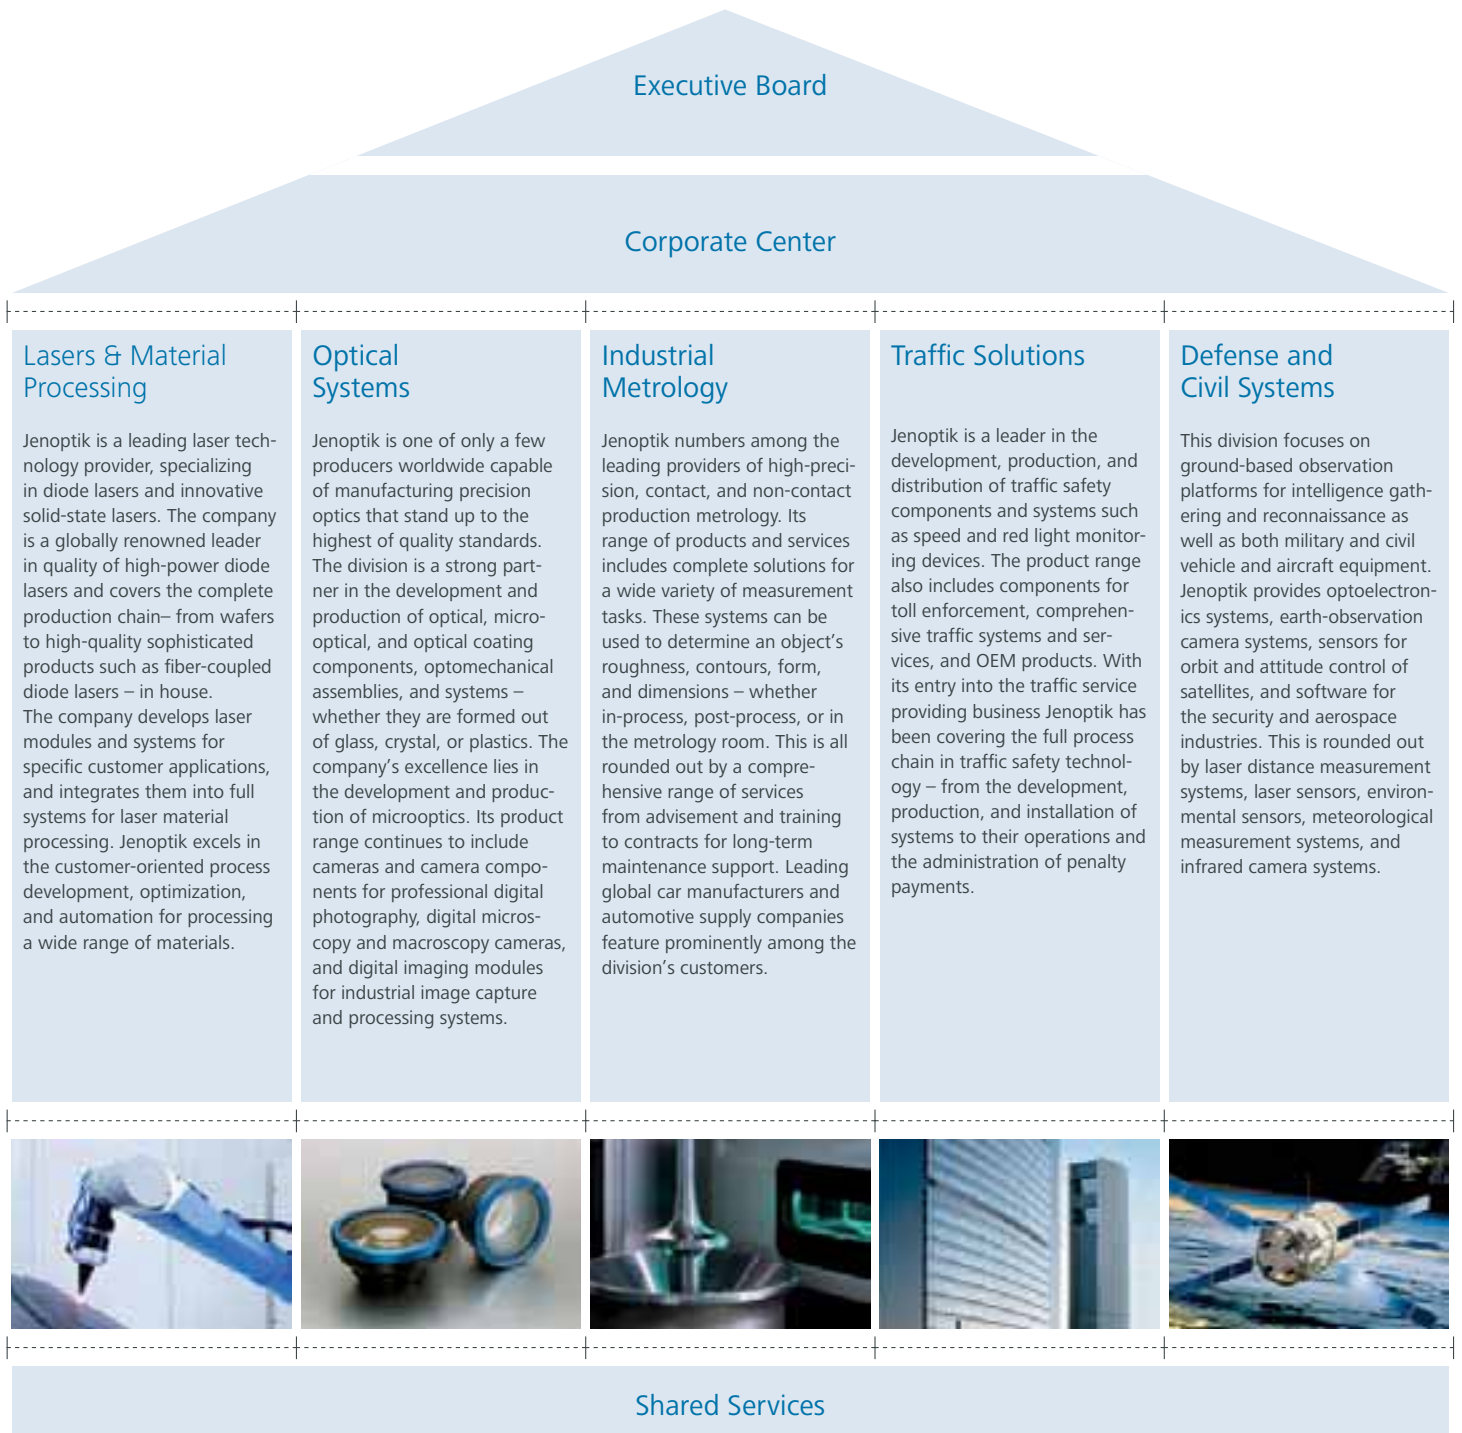 Executive Board
Corporate Center
Lasers & Material
Processing
Jenoptik is a leading laser tech-
nology provider, specializing
in diode lasers and innovative
solid-state lasers. The company
is a globally renowned leader
in quality of high-power diode
lasers and covers the complete
production chain– from wafers
to high-quality sophisticated
products such as fiber-coupled
diode lasers – in house.
The company develops laser
modules and systems for
specific customer applications,
and integrates them into full
systems for laser material
processing. Jenoptik excels in
the customer-oriented process
development, optimization,
and automation for processing
a wide range of materials.
Optical
Systems
Jenoptik is one of only a few
producers worldwide capable
of manufacturing precision
optics that stand up to the
highest of quality standards.
The division is a strong part-
ner in the development and
production of optical, micro-
optical, and optical coating
components, optomechanical
assemblies, and systems –
whether they are formed out
of glass, crystal, or plastics. The
company's excellence lies in
the development and produc-
tion of microoptics. Its product
range continues to include
cameras and camera compo-
nents for professional digital
photography, digital micros-
copy and macroscopy cameras,
and digital imaging modules
for industrial image capture
and processing systems.
Industrial
Metrology
Jenoptik numbers among the
leading providers of high-preci-
sion, contact, and non-contact
production metrology. Its
range of products and services
includes complete solutions for
a wide variety of measurement
tasks. These systems can be
used to determine an object's
roughness, contours, form,
and dimensions – whether
in-process, post-process, or in
the metrology room. This is all
rounded out by a compre-
hensive range of services
from advisement and training
to contracts for long-term
maintenance support. Leading
global car manufacturers and
automotive supply companies
feature prominently among the
division's customers.
Traffic Solutions
Jenoptik is a leader in the
development, production, and
distribution of traffic safety
components and systems such
as speed and red light monitor-
ing devices. The product range
also includes components for
toll enforcement, comprehen-
sive traffic systems and ser-
vices, and OEM products. With
its entry into the traffic service
providing business Jenoptik has
been covering the full process
chain in traffic safety technol-
ogy – from the development,
production, and installation of
systems to their operations and
the administration of penalty
payments.
Defense and
Civil Systems
This division focuses on
ground-based observation
platforms for intelligence gath-
ering and reconnaissance as
well as both military and civil
vehicle and aircraft equipment.
Jenoptik provides optoelectron-
ics systems, earth-observation
camera systems, sensors for
orbit and attitude control of
satellites, and software for
the security and aerospace
industries. This is rounded out
by laser distance measurement
systems, laser sensors, environ-
mental sensors, meteorological
measurement systems, and
infrared camera systems.
Shared Services